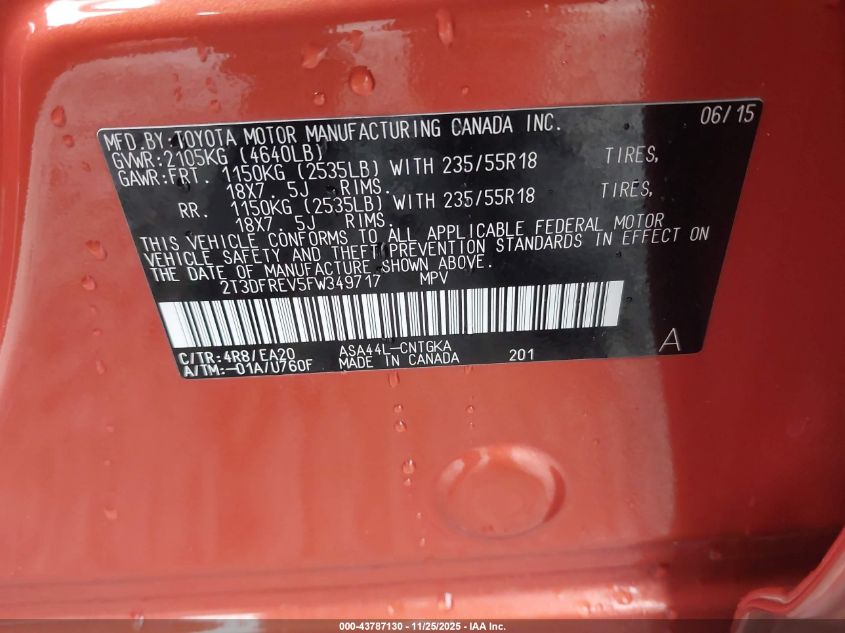 06/15
MFD.BY:TOYOTA MOTOR MANUFACTURING CANADA INC.
GVWR:2105KG (4640LB)
GAWR:FRT. 1150KG (2535LB) WITH 235/55R18 TIRES,
18X7.5J RIMS.
RR. 1150KG (2535LB) WITH 235/55R18 TIRES,
18X7.5J RIMS.
THIS VEHICLE CONFORMS TO ALL APPLICABLE FEDERAL MOTOR
VEHICLE SAFETY AND THEFT PREVENTION STANDARDS IN EFFECT ON
THE DATE OF MANUFACTURE SHOWN ABOVE.
2T3DFREV5FW349717 MPV
C/TR:4R8/EA20 ASA44L-CNTGKA
A/TM:-01A/U760F MADE IN CANADA 201 A
000-43787130 - 11/25/2025 - IAA Inc.